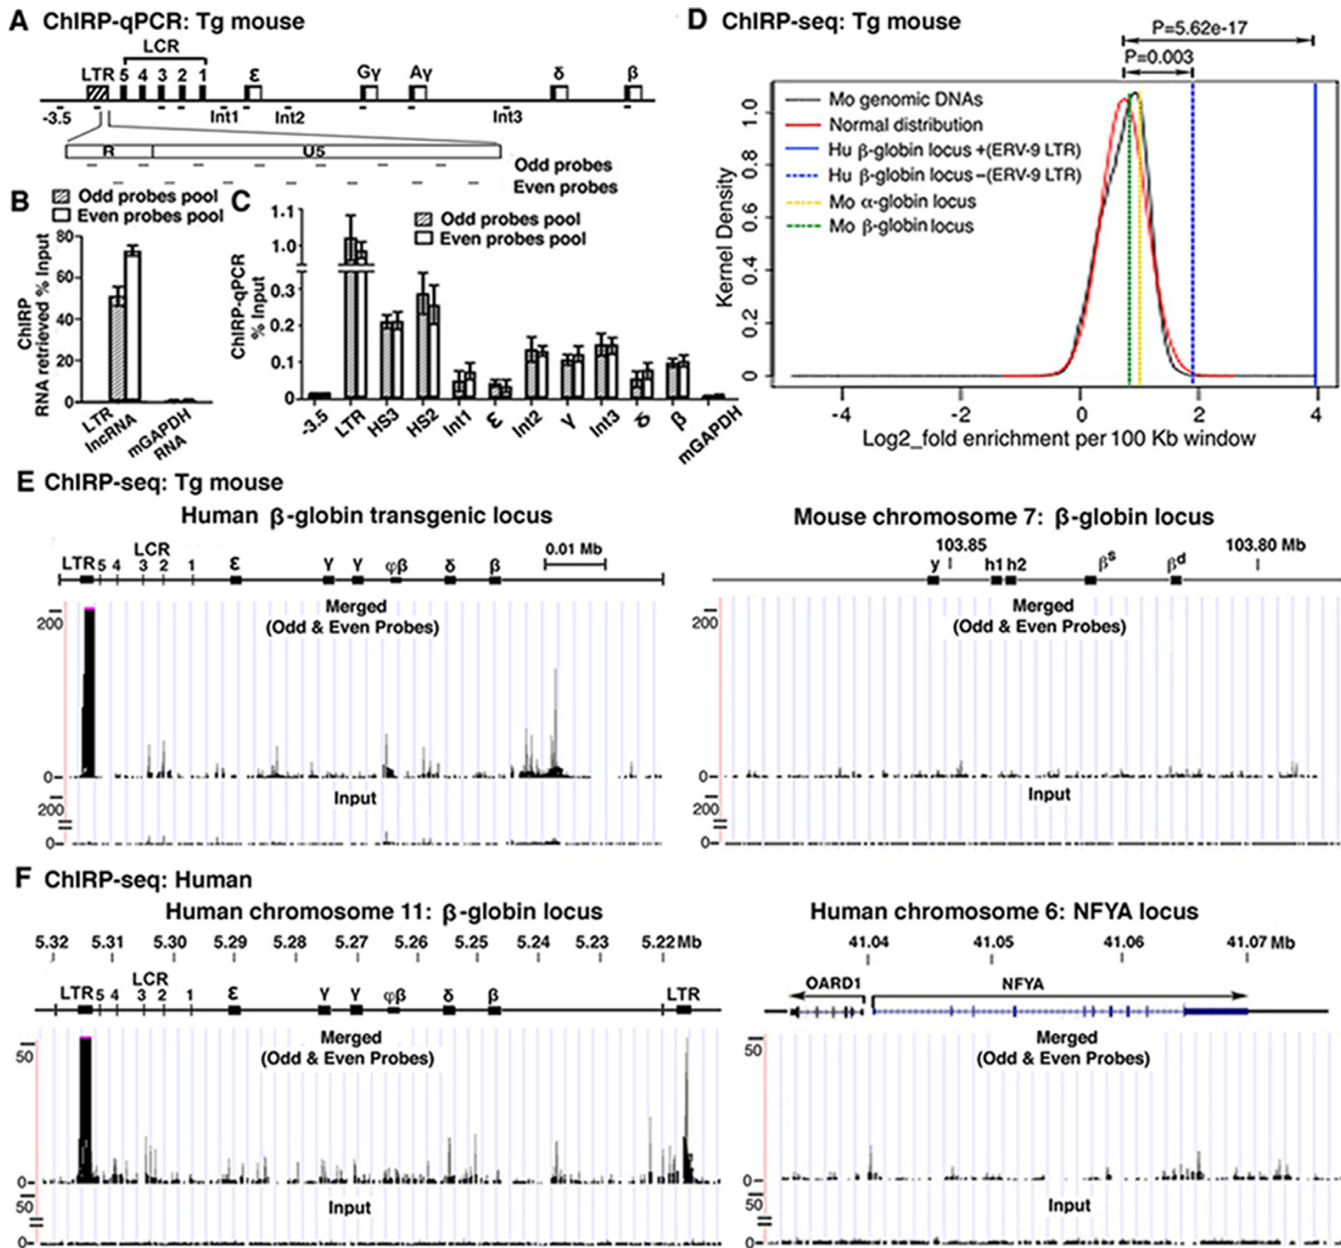 A ChIRP-qPCR: Tg mouse
LCR
LTR 5 4 3 2 1 ε Gγ Aγ δ β
-3.5 Int1 Int2 Int3
R U5
Odd probes
Even probes
B
Odd probes pool
Even probes pool
ChIRP
RNA retrieved % Input
80
60
40
20
0
LTR lncRNA
mGAPDH RNA
C
Odd probes pool
Even probes pool
ChIRP-qPCR
% Input
1.1
1.0
0.3
0.2
0.1
0
-3.5 LTR HS3 HS2 Int1 ε Int2 γ Int3 δ β mGAPDH
D ChIRP-seq: Tg mouse
P=5.62e-17
P=0.003
Mo genomic DNAs
Normal distribution
Hu β-globin locus +(ERV-9 LTR)
Hu β-globin locus –(ERV-9 LTR)
Mo α-globin locus
Mo β-globin locus
Kernel Density
1.0
0.8
0.6
0.4
0.2
0
-4 -2 0 2 4
Log2_fold enrichment per 100 Kb window
E ChIRP-seq: Tg mouse
Human β-globin transgenic locus
LCR
0.01 Mb
LTR 5 4 3 2 1 ε γ γ φβ δ β
Merged
(Odd & Even Probes)
200
0
Input
200
0
Mouse chromosome 7: β-globin locus
103.85 103.80 Mb
y h1 h2 βs βd
Merged
(Odd & Even Probes)
200
0
Input
200
0
F ChIRP-seq: Human
Human chromosome 11: β-globin locus
5.32 5.31 5.30 5.29 5.28 5.27 5.26 5.25 5.24 5.23 5.22 Mb
LCR
LTR 5 4 3 2 1 ε γ γ φβ δ β LTR
Merged
(Odd & Even Probes)
50
0
Input
50
0
Human chromosome 6: NFYA locus
41.04 41.05 41.06 41.07 Mb
OARD1 NFYA
Merged
(Odd & Even Probes)
50
0
Input
50
0